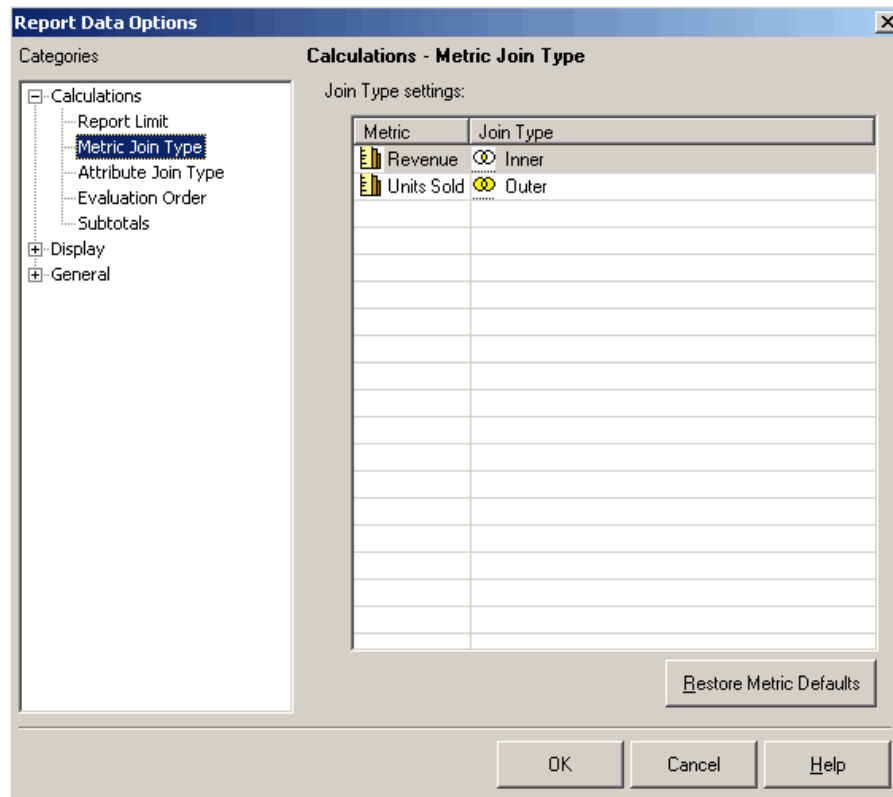 Report Data Options
Categories
Calculations
Report Limit
Metric Join Type
Attribute Join Type
Evaluation Order
Subtotals
Display
General
Calculations - Metric Join Type
Join Type settings:
Metric Join Type
Revenue Inner
Units Sold Outer
Restore Metric Defaults
OK Cancel Help